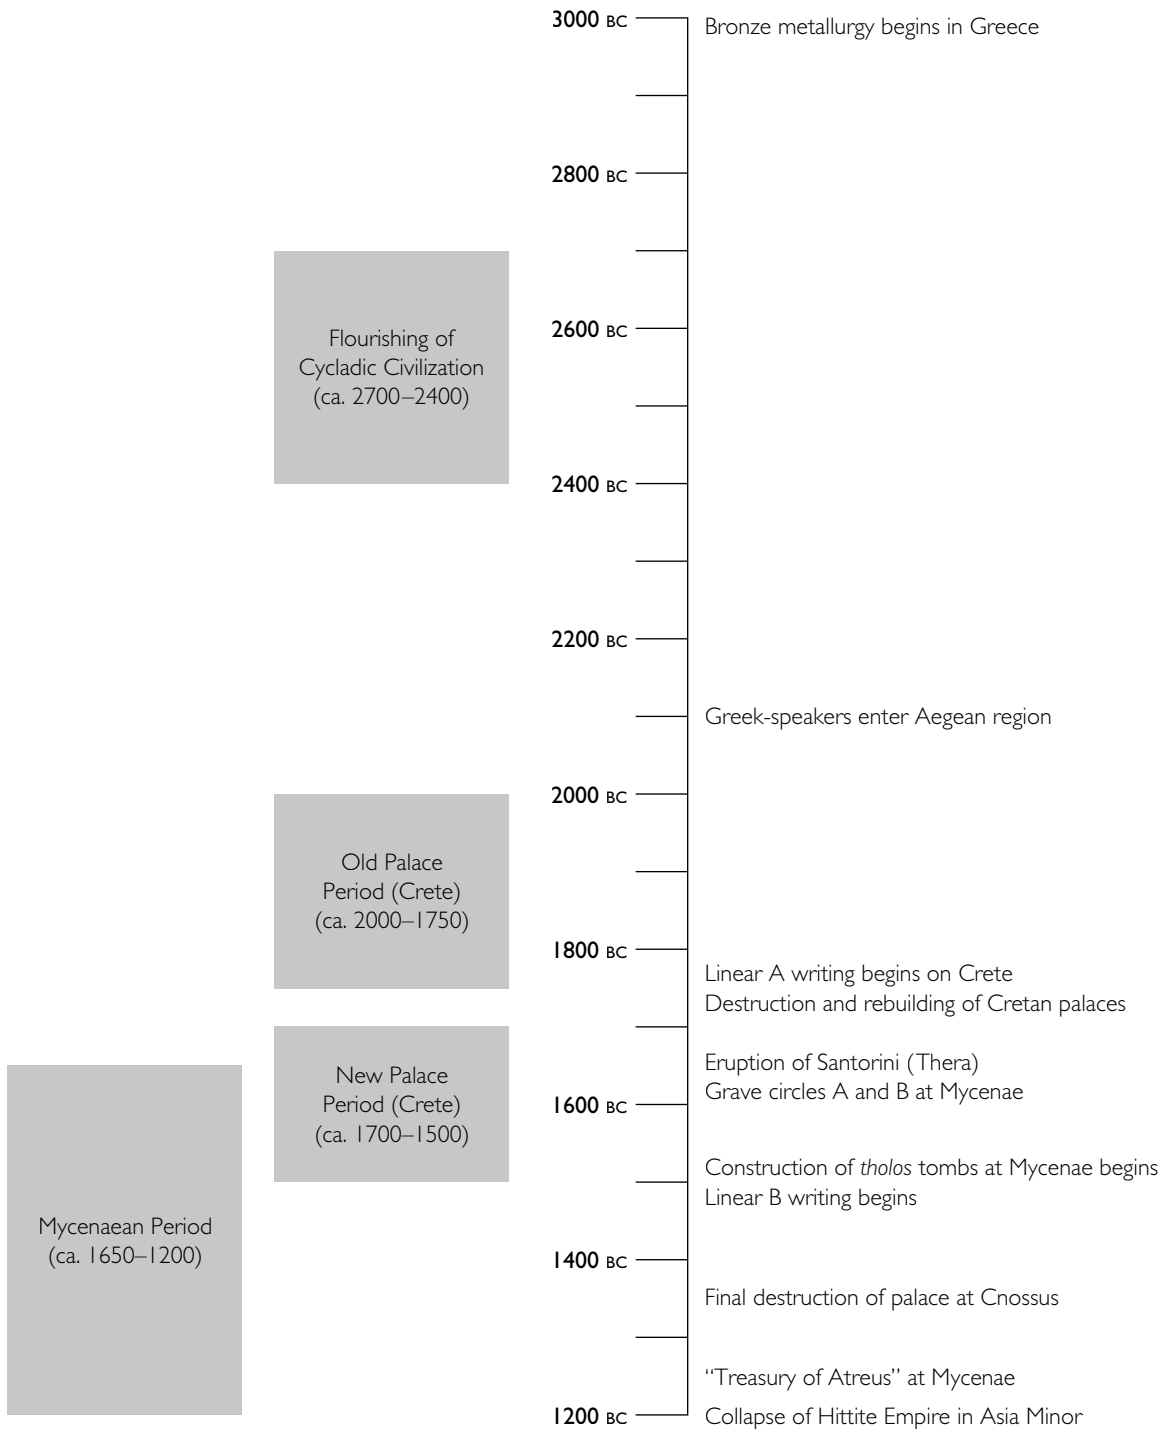 3000 BC
Bronze metallurgy begins in Greece
2800 BC
2600 BC
Flourishing of
Cycladic Civilization
(ca. 2700–2400)
2400 BC
2200 BC
Greek-speakers enter Aegean region
2000 BC
Old Palace
Period (Crete)
(ca. 2000–1750)
1800 BC
Linear A writing begins on Crete
Destruction and rebuilding of Cretan palaces
New Palace
Period (Crete)
(ca. 1700–1500)
Eruption of Santorini (Thera)
Grave circles A and B at Mycenae
1600 BC
Construction of tholos tombs at Mycenae begins
Linear B writing begins
Mycenaean Period
(ca. 1650–1200)
1400 BC
Final destruction of palace at Cnossus
“Treasury of Atreus” at Mycenae
1200 BC
Collapse of Hittite Empire in Asia Minor